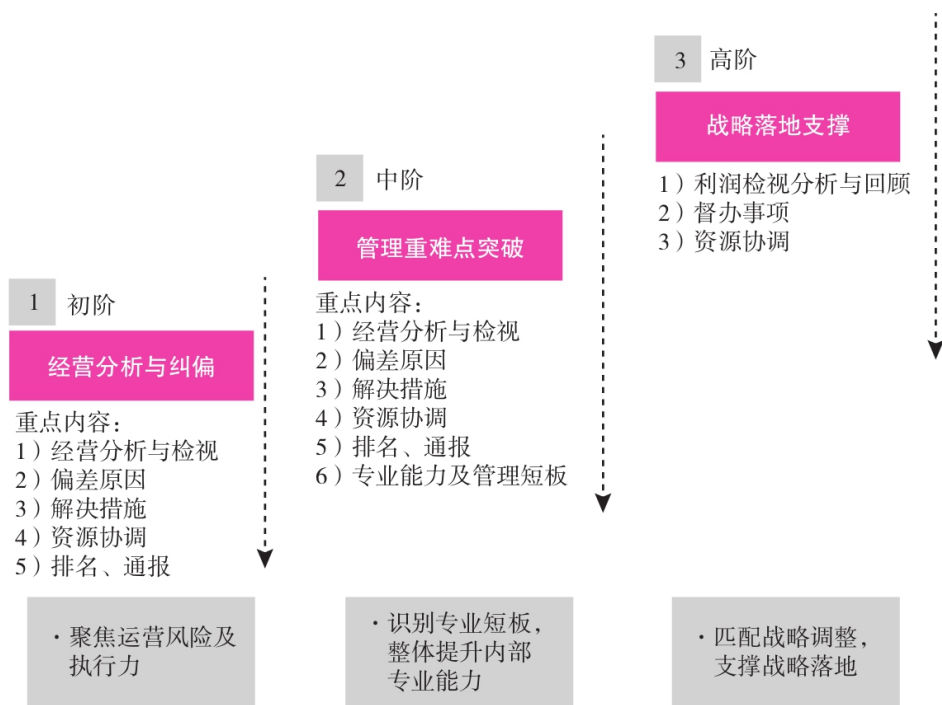 1 初阶
经营分析与纠偏
重点内容：
1）经营分析与检视
2）偏差原因
3）解决措施
4）资源协调
5）排名、通报
·聚焦运营风险及
执行力
2 中阶
管理重难点突破
重点内容：
1）经营分析与检视
2）偏差原因
3）解决措施
4）资源协调
5）排名、通报
6）专业能力及管理短板
·识别专业短板，
整体提升内部
专业能力
3 高阶
战略落地支撑
1）利润检视分析与回顾
2）督办事项
3）资源协调
·匹配战略调整，
支撑战略落地